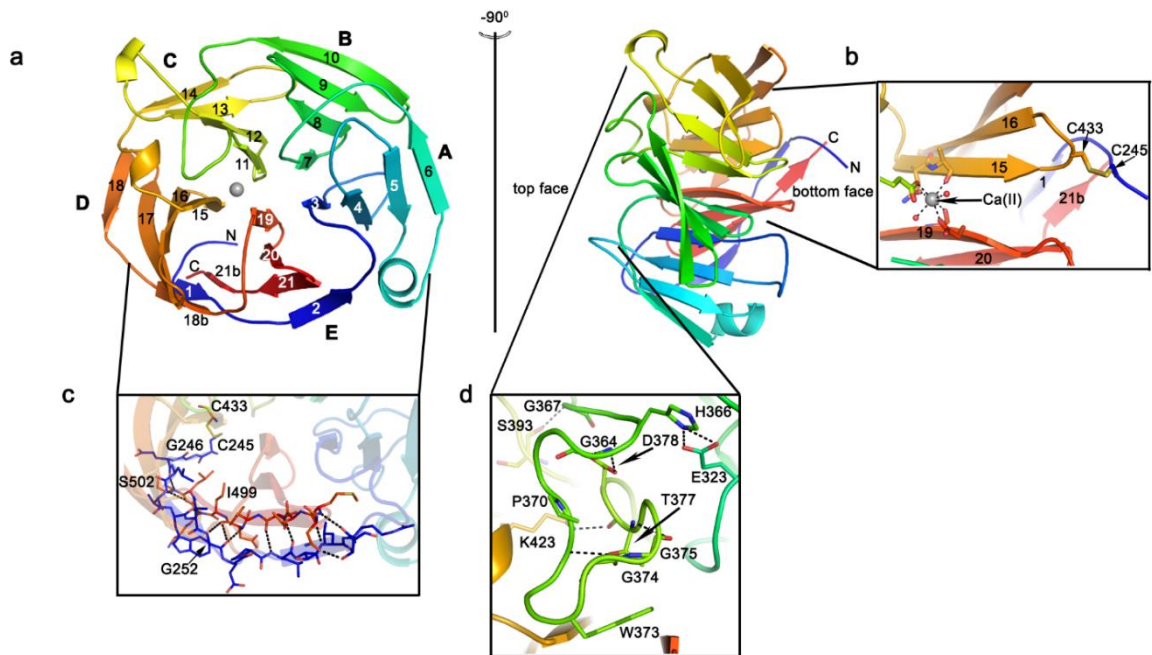 a
B
C
10
9
14
13
8
12
11
7
A
6
5
4
3
18
D
17
16
15
19
N
20
C
21b
21
1
2
18b
E
-90⁰
top face
bottom face
C
N
b
16
C433
C245
15
1
21b
Ca(II)
19
20
c
C433
G246
C245
S502
I499
G252
d
G367
H366
S393
G364
D378
E323
P370
T377
K423
G375
G374
W373